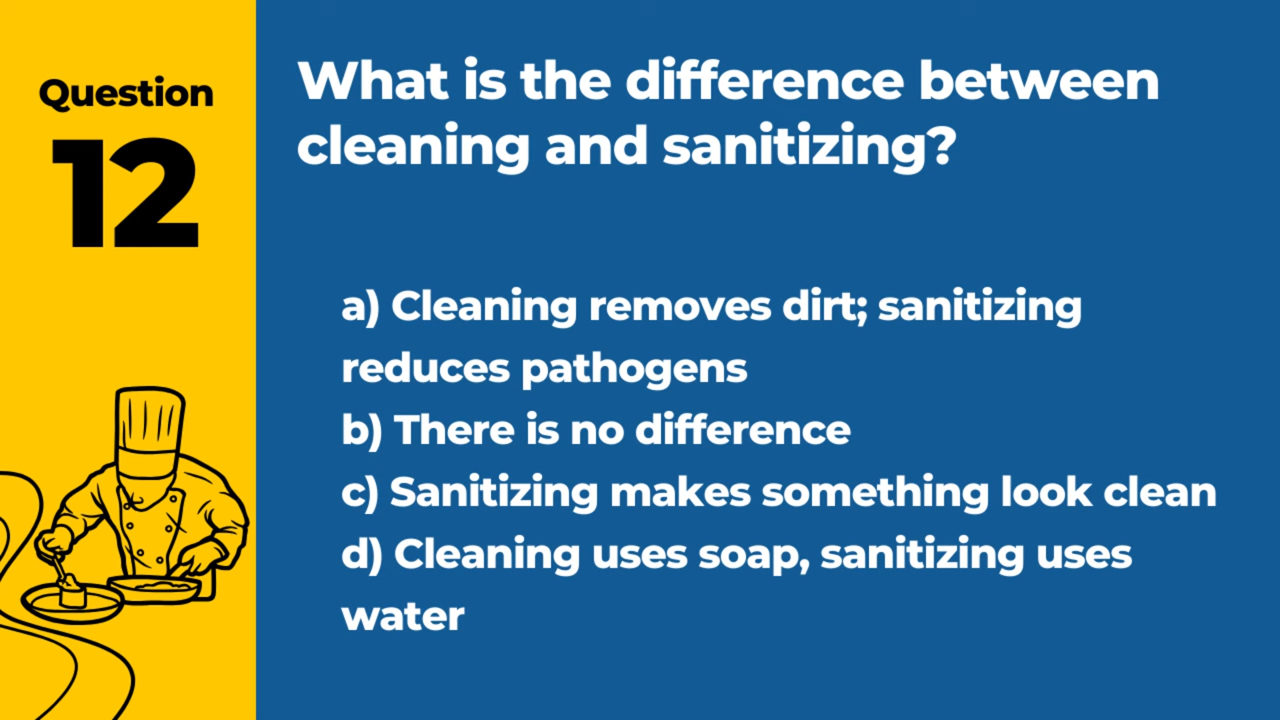 Question
12
What is the difference between
cleaning and sanitizing?
a) Cleaning removes dirt; sanitizing
reduces pathogens
b) There is no difference
c) Sanitizing makes something look clean
d) Cleaning uses soap, sanitizing uses
water